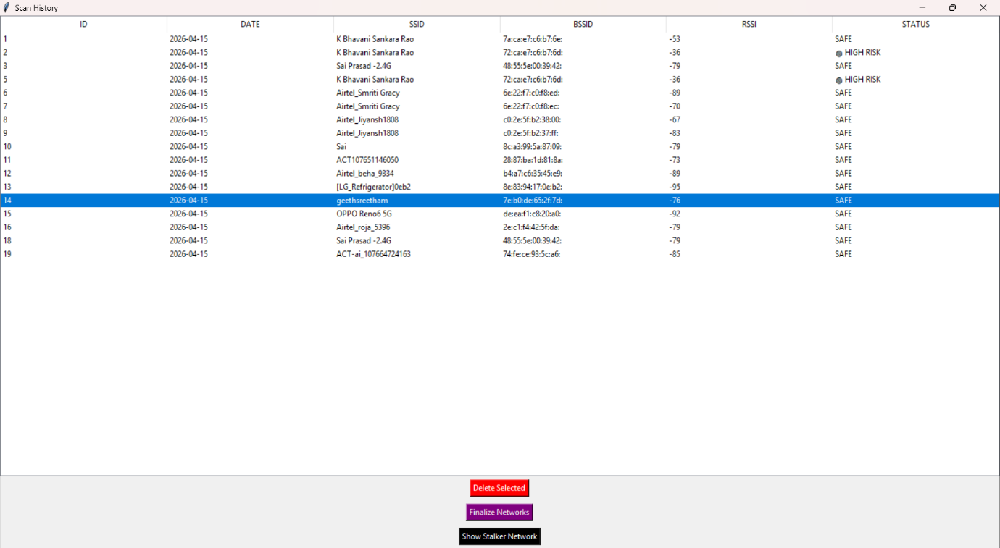 Scan History
ID DATE SSID BSSID RSSI STATUS
1 2026-04-15 K Bhavani Sankara Rao 7a:ca:e7:c6:b7:6e: -53 SAFE
2 2026-04-15 K Bhavani Sankara Rao 72:ca:e7:c6:b7:6d: -36 HIGH RISK
3 2026-04-15 Sai Prasad -2.4G 48:55:5e:00:39:42: -79 SAFE
5 2026-04-15 K Bhavani Sankara Rao 72:ca:e7:c6:b7:6d: -36 HIGH RISK
6 2026-04-15 Airtel_Smriti Gracy 6e:22:f7:c0:f8:ed: -89 SAFE
7 2026-04-15 Airtel_Smriti Gracy 6e:22:f7:c0:f8:ec: -70 SAFE
8 2026-04-15 Airtel_Jiyansh1808 c0:2e:5f:b2:38:00: -67 SAFE
9 2026-04-15 Airtel_Jiyansh1808 c0:2e:5f:b2:37:ff: -83 SAFE
10 2026-04-15 Sai 8c:a3:99:5a:87:09: -79 SAFE
11 2026-04-15 ACT107651146050 28:87:ba:1d:81:8a: -73 SAFE
12 2026-04-15 Airtel_beha_9334 b4:a7:c6:35:45:e9: -89 SAFE
13 2026-04-15 [LG_Refrigerator]0eb2 8e:83:94:17:0e:b2: -95 SAFE
14 2026-04-15 geethsreetham 7e:b0:de:65:2f:7d: -76 SAFE
15 2026-04-15 OPPO Reno6 5G de:ea:f1:c8:20:a0: -92 SAFE
16 2026-04-15 Airtel_roja_5396 2e:c1:f4:42:5f:da: -79 SAFE
18 2026-04-15 Sai Prasad -2.4G 48:55:5e:00:39:42: -79 SAFE
19 2026-04-15 ACT-ai_107664724163 74:fe:ce:93:5c:a6: -85 SAFE
Delete Selected
Finalize Networks
Show Stalker Network